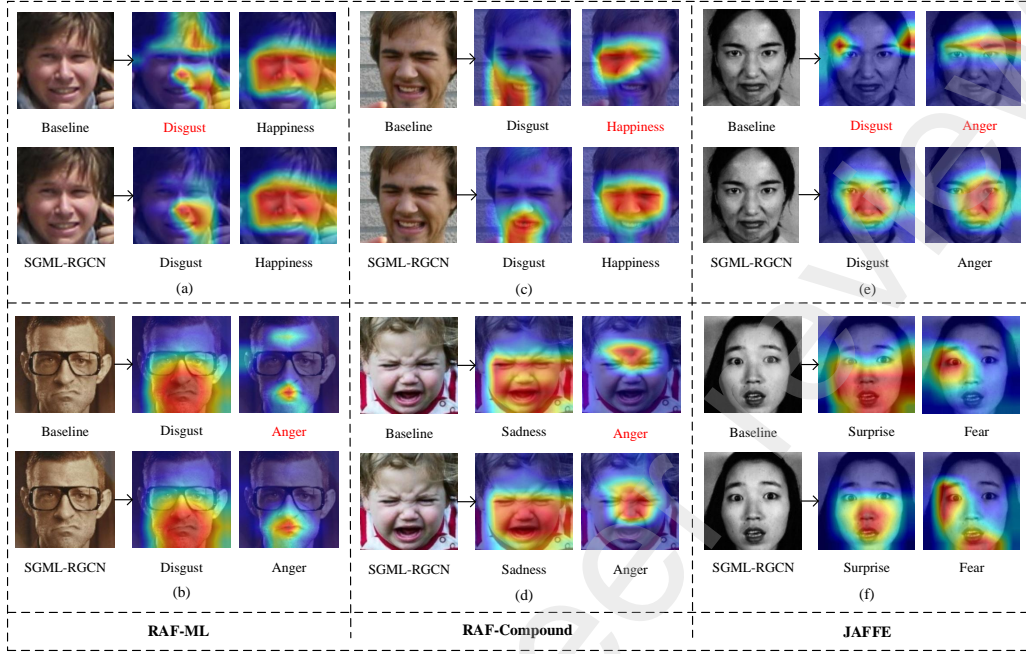 Baseline Disgust Happiness
SGML-RGCN Disgust Happiness
(a)
Baseline Disgust Happiness
SGML-RGCN Disgust Happiness
(c)
Baseline Disgust Anger
SGML-RGCN Disgust Anger
(e)
Baseline Disgust Anger
SGML-RGCN Disgust Anger
(b)
Baseline Sadness Anger
SGML-RGCN Sadness Anger
(d)
Baseline Surprise Fear
SGML-RGCN Surprise Fear
(f)
RAF-ML
RAF-Compound
JAFFE
eer review